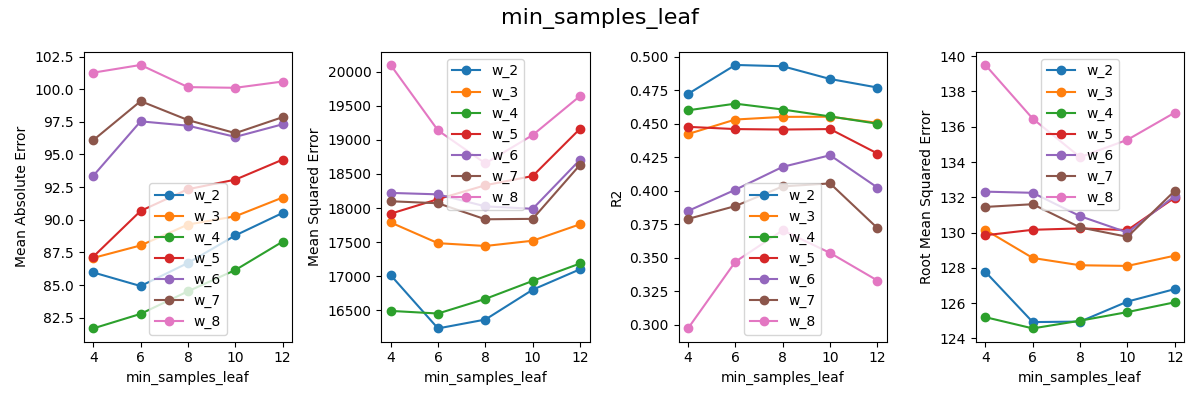 min_samples_leaf
Mean Absolute Error
102.5
100.0
97.5
95.0
92.5
90.0
87.5
85.0
82.5
4 6 8 10 12
min_samples_leaf
w_2
w_3
w_4
w_5
w_6
w_7
w_8
Mean Squared Error
20000
19500
19000
18500
18000
17500
17000
16500
4 6 8 10 12
min_samples_leaf
w_2
w_3
w_4
w_5
w_6
w_7
w_8
R2
0.500
0.475
0.450
0.425
0.400
0.375
0.350
0.325
0.300
4 6 8 10 12
min_samples_leaf
w_2
w_3
w_4
w_5
w_6
w_7
w_8
Root Mean Squared Error
140
138
136
134
132
130
128
126
124
4 6 8 10 12
min_samples_leaf
w_2
w_3
w_4
w_5
w_6
w_7
w_8